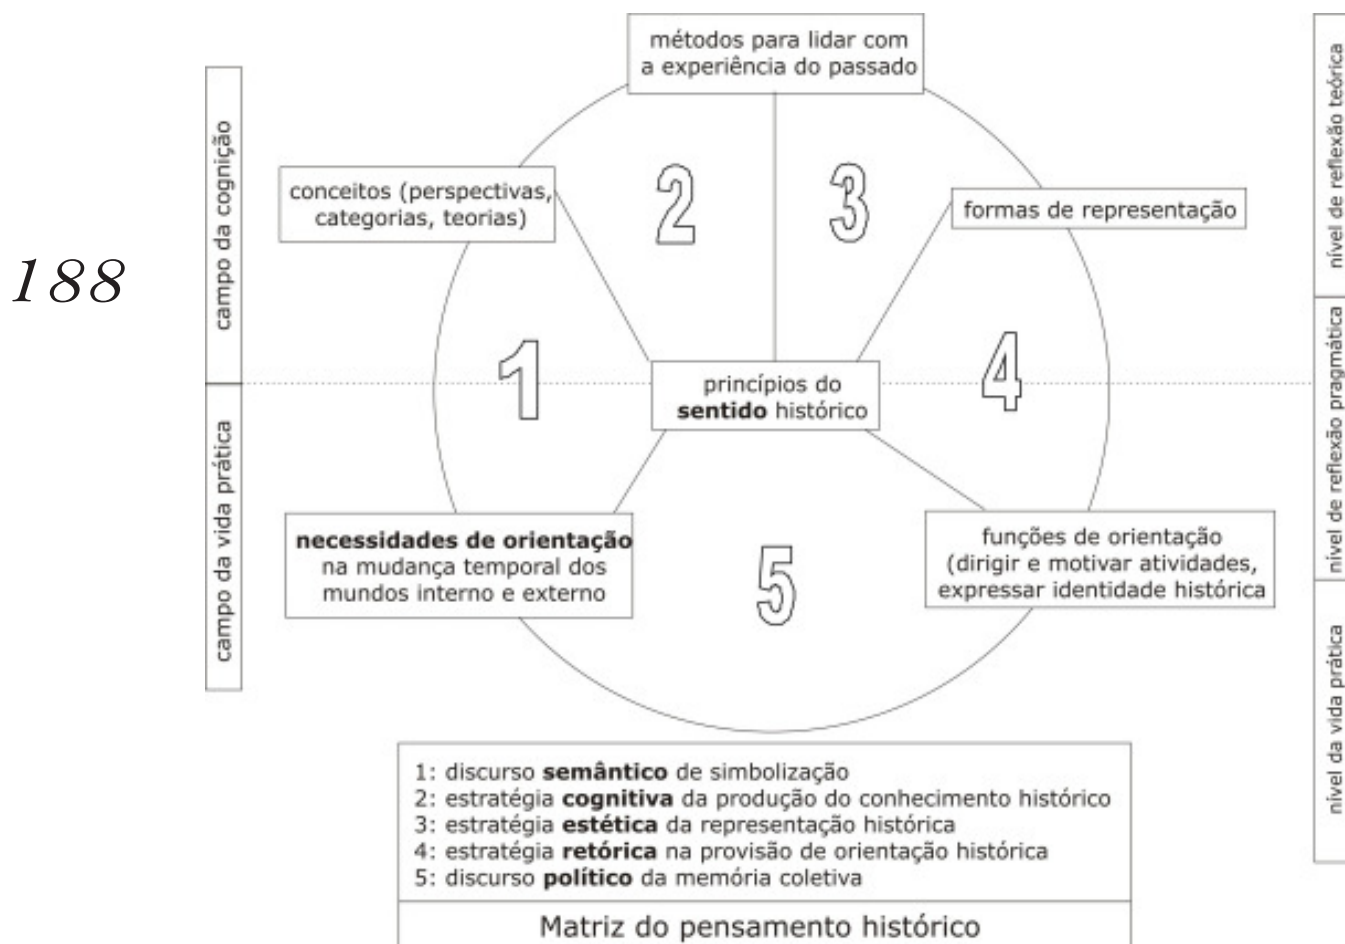 métodos para lidar com
a experiência do passado
campo da cognição
nível de reflexão teórica
conceitos (perspectivas,
categorias, teorias)
2
3
formas de representação
188
1
4
princípios do
sentido histórico
nível de reflexão pragmática
campo da vida prática
necessidades de orientação
na mudança temporal dos
mundos interno e externo
5
funções de orientação
(dirigir e motivar atividades,
expressar identidade histórica
nível da vida prática
1: discurso semântico de simbolização
2: estratégia cognitiva da produção do conhecimento histórico
3: estratégia estética da representação histórica
4: estratégia retórica na provisão de orientação histórica
5: discurso político da memória coletiva
Matriz do pensamento histórico